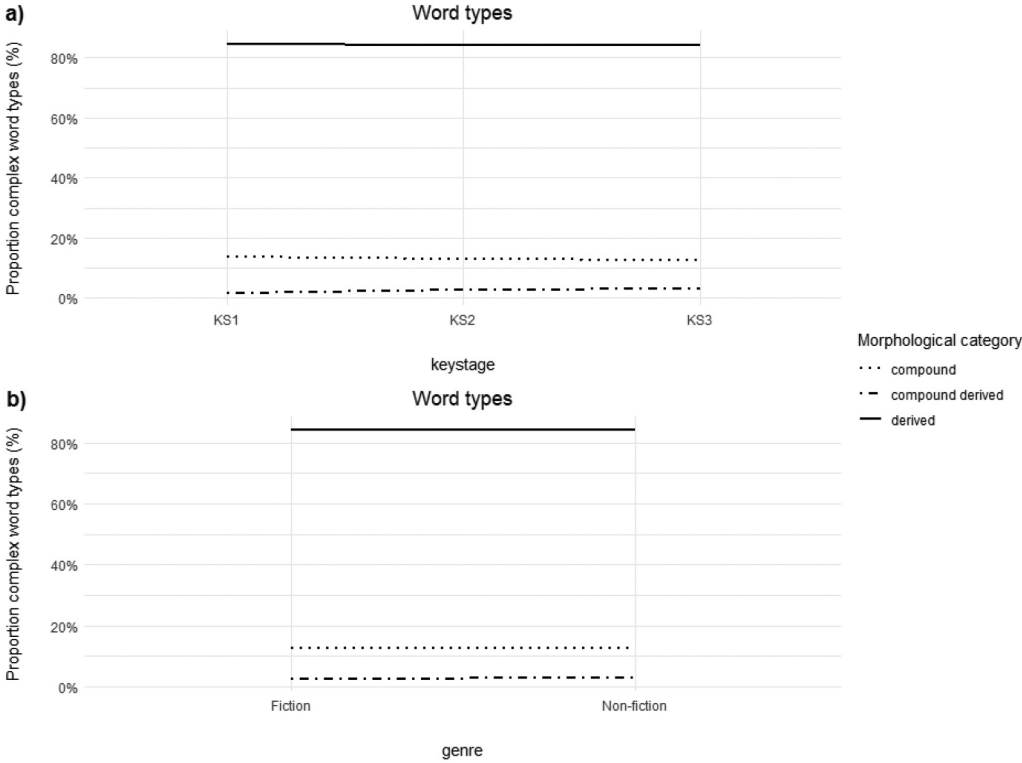 a)
Word types
Proportion complex word types (%)
80%
60%
40%
20%
0%
KS1 KS2 KS3
keystage
Morphological category
compound
compound derived
derived
b)
Word types
Proportion complex word types (%)
80%
60%
40%
20%
0%
Fiction Non-fiction
genre